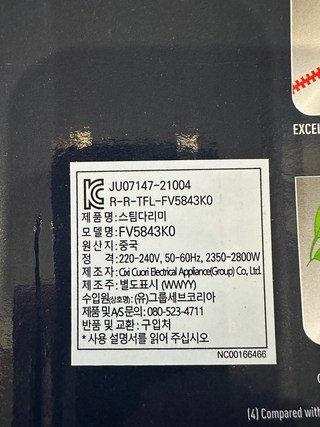 EXCEL
JU07147-21004
R-R-TFL-FV5843K0
제품명:스팀다리미
모델명:FV5843K0
원산지:중국
정 격:220-240V, 50-60Hz, 2350-2800W
제조자:Cixi Cuori Electrical Appliance(Group) Co., Ltd.
제조년월:별도표시 (WWYY)
수입원(상호명):(유)그룹세브코리아
제품및A/S문의:080-523-4711
반품 및 교환:구입처
* 사용 설명서를 읽어 주십시오
NC00166466
(4) Compared with